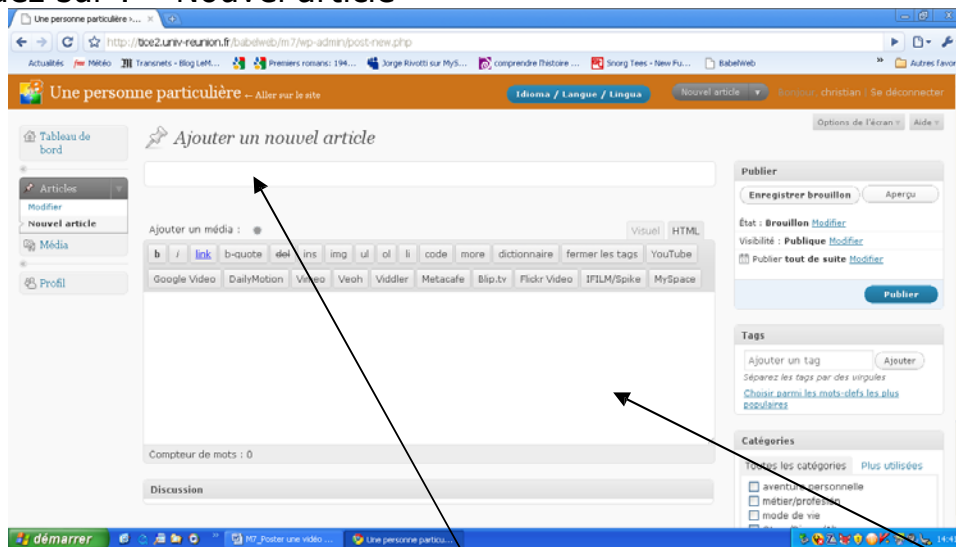 Nouvel article
Une personne particulière >...
http://tice2.univ-reunion.fr/babelweb/m7/wp-admin/post-new.php
Actualités Météo Transnets - Blog LeM... Premiers romans: 194... Jorge Rivotti sur MyS... comprendre l'histoire ... Snorg Tees - New Fu... BabelWeb » Autres favor
Une personne particulière ← Aller sur le site Idioma / Langue / Lingua Nouvel article Bonjour, christian | Se déconnecter
Options de l'écran Aide
Tableau de bord
Ajouter un nouvel article
Articles
Modifier
Nouvel article
Média
Profil
Ajouter un média :
Visuel HTML
b i link b-quote del ins img ul ol li code more dictionnaire fermer les tags YouTube
Google Video DailyMotion Vimeo Veoh Viddler Metacafe Blip.tv Flickr Video IFILM/Spike MySpace
Compteur de mots : 0
Discussion
Publier
Enregistrer brouillon Aperçu
État : Brouillon Modifier
Visibilité : Publique Modifier
Publier tout de suite Modifier
Publier
Tags
Ajouter un tag Ajouter
Séparez les tags par des virgules
Choisir parmi les mots-clefs les plus populaires
Catégories
Toutes les catégories Plus utilisées
aventure personnelle
métier/profesión
mode de vie
démarrer M7_Poster une vidéo ... Une personne particu... 14:4